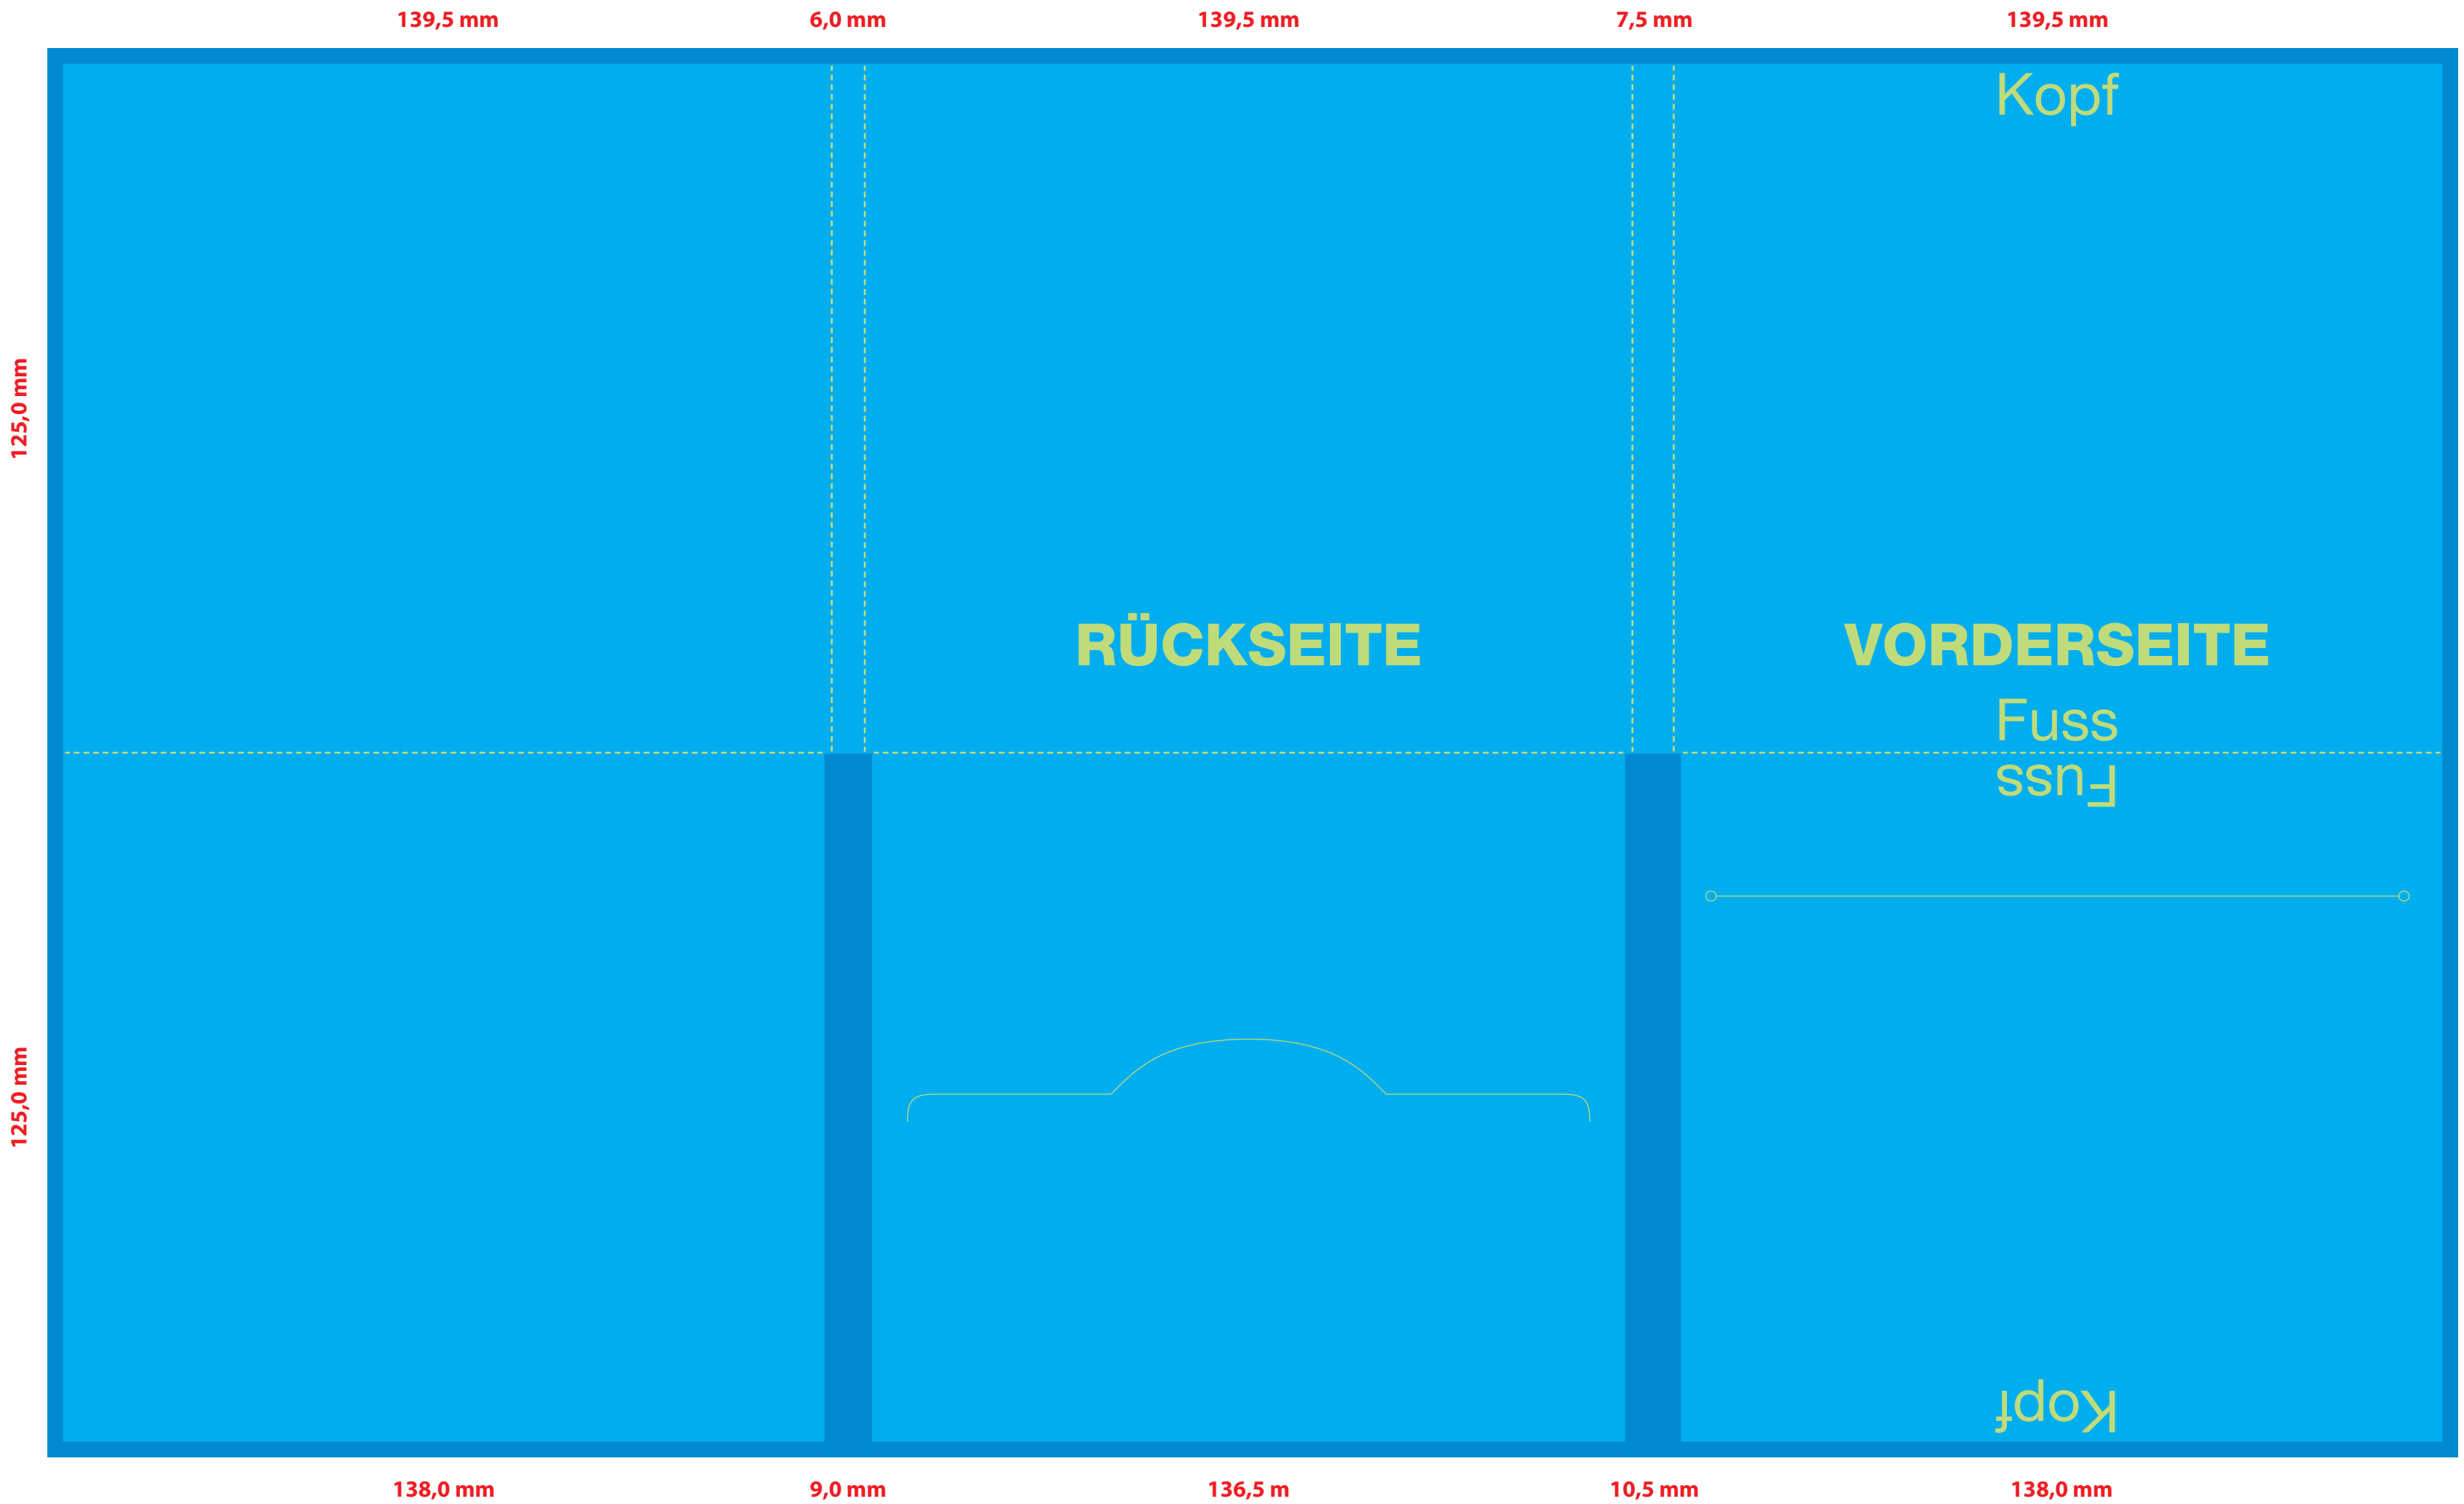 139,5 mm 6,0 mm 139,5 mm 7,5 mm 139,5 mm
Kopf
125,0 mm
RÜCKSEITE VORDERSEITE
Fuss
Fuss
125,0 mm
Kopf
138,0 mm 9,0 mm 136,5 m 10,5 mm 138,0 mm